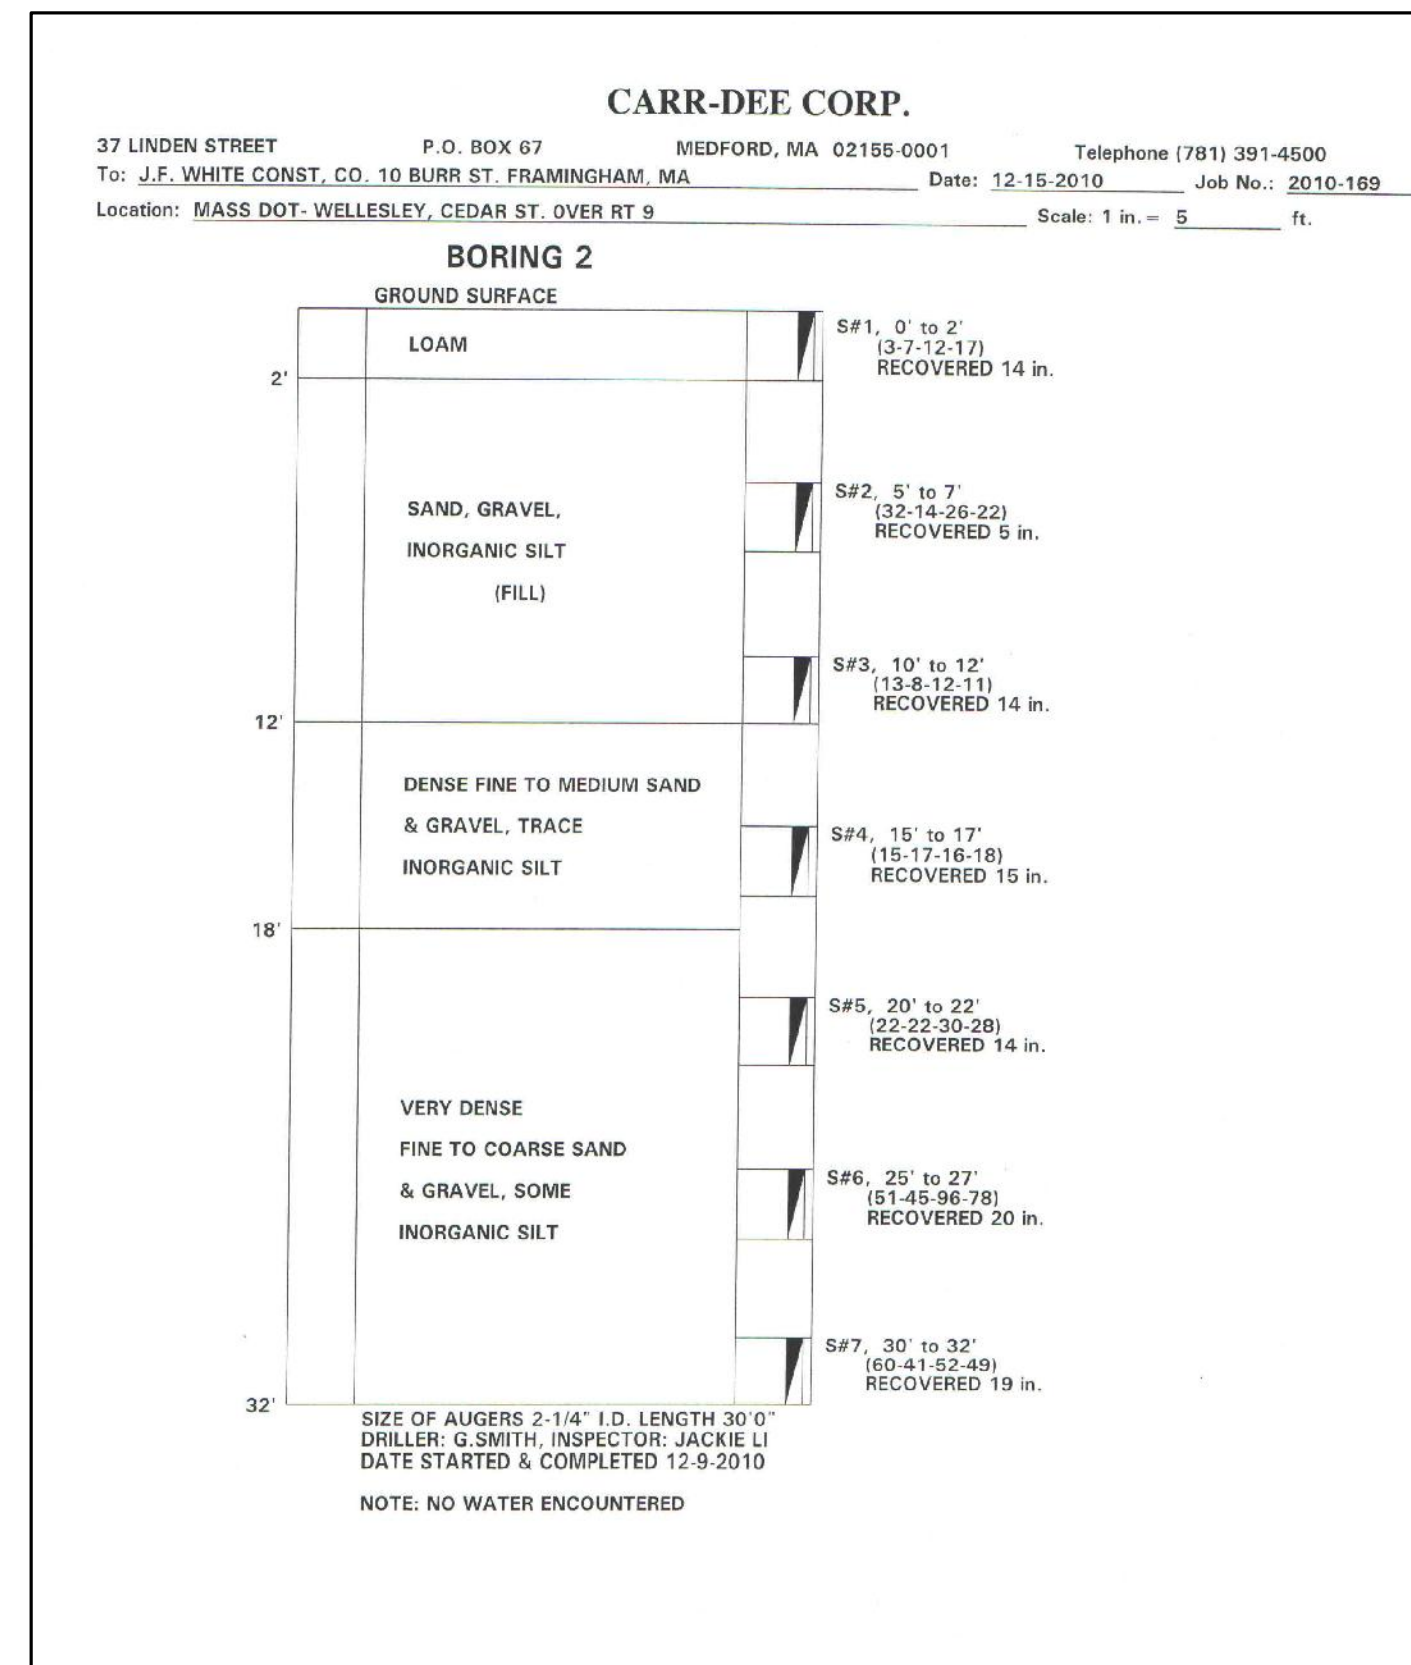 CARR-DEE CORP.
37 LINDEN STREET P.O. BOX 67 MEDFORD, MA 02155-0001 Telephone (781) 391-4500
To: J.F. WHITE CONST, CO. 10 BURR ST. FRAMINGHAM, MA Date: 12-15-2010 Job No.: 2010-169
Location: MASS DOT- WELLESLEY, CEDAR ST. OVER RT 9 Scale: 1 in. = 5 ft.
BORING 2
GROUND SURFACE
LOAM
S#1, 0' to 2'
(3-7-12-17)
RECOVERED 14 in.
2'
SAND, GRAVEL,
INORGANIC SILT
(FILL)
S#2, 5' to 7'
(32-14-26-22)
RECOVERED 5 in.
S#3, 10' to 12'
(13-8-12-11)
RECOVERED 14 in.
12'
DENSE FINE TO MEDIUM SAND
& GRAVEL, TRACE
INORGANIC SILT
S#4, 15' to 17'
(15-17-16-18)
RECOVERED 15 in.
18'
S#5, 20' to 22'
(22-22-30-28)
RECOVERED 14 in.
VERY DENSE
FINE TO COARSE SAND
& GRAVEL, SOME
INORGANIC SILT
S#6, 25' to 27'
(51-45-96-78)
RECOVERED 20 in.
S#7, 30' to 32'
(60-41-52-49)
RECOVERED 19 in.
32'
SIZE OF AUGERS 2-1/4" I.D. LENGTH 30'0"
DRILLER: G.SMITH, INSPECTOR: JACKIE LI
DATE STARTED & COMPLETED 12-9-2010
NOTE: NO WATER ENCOUNTERED